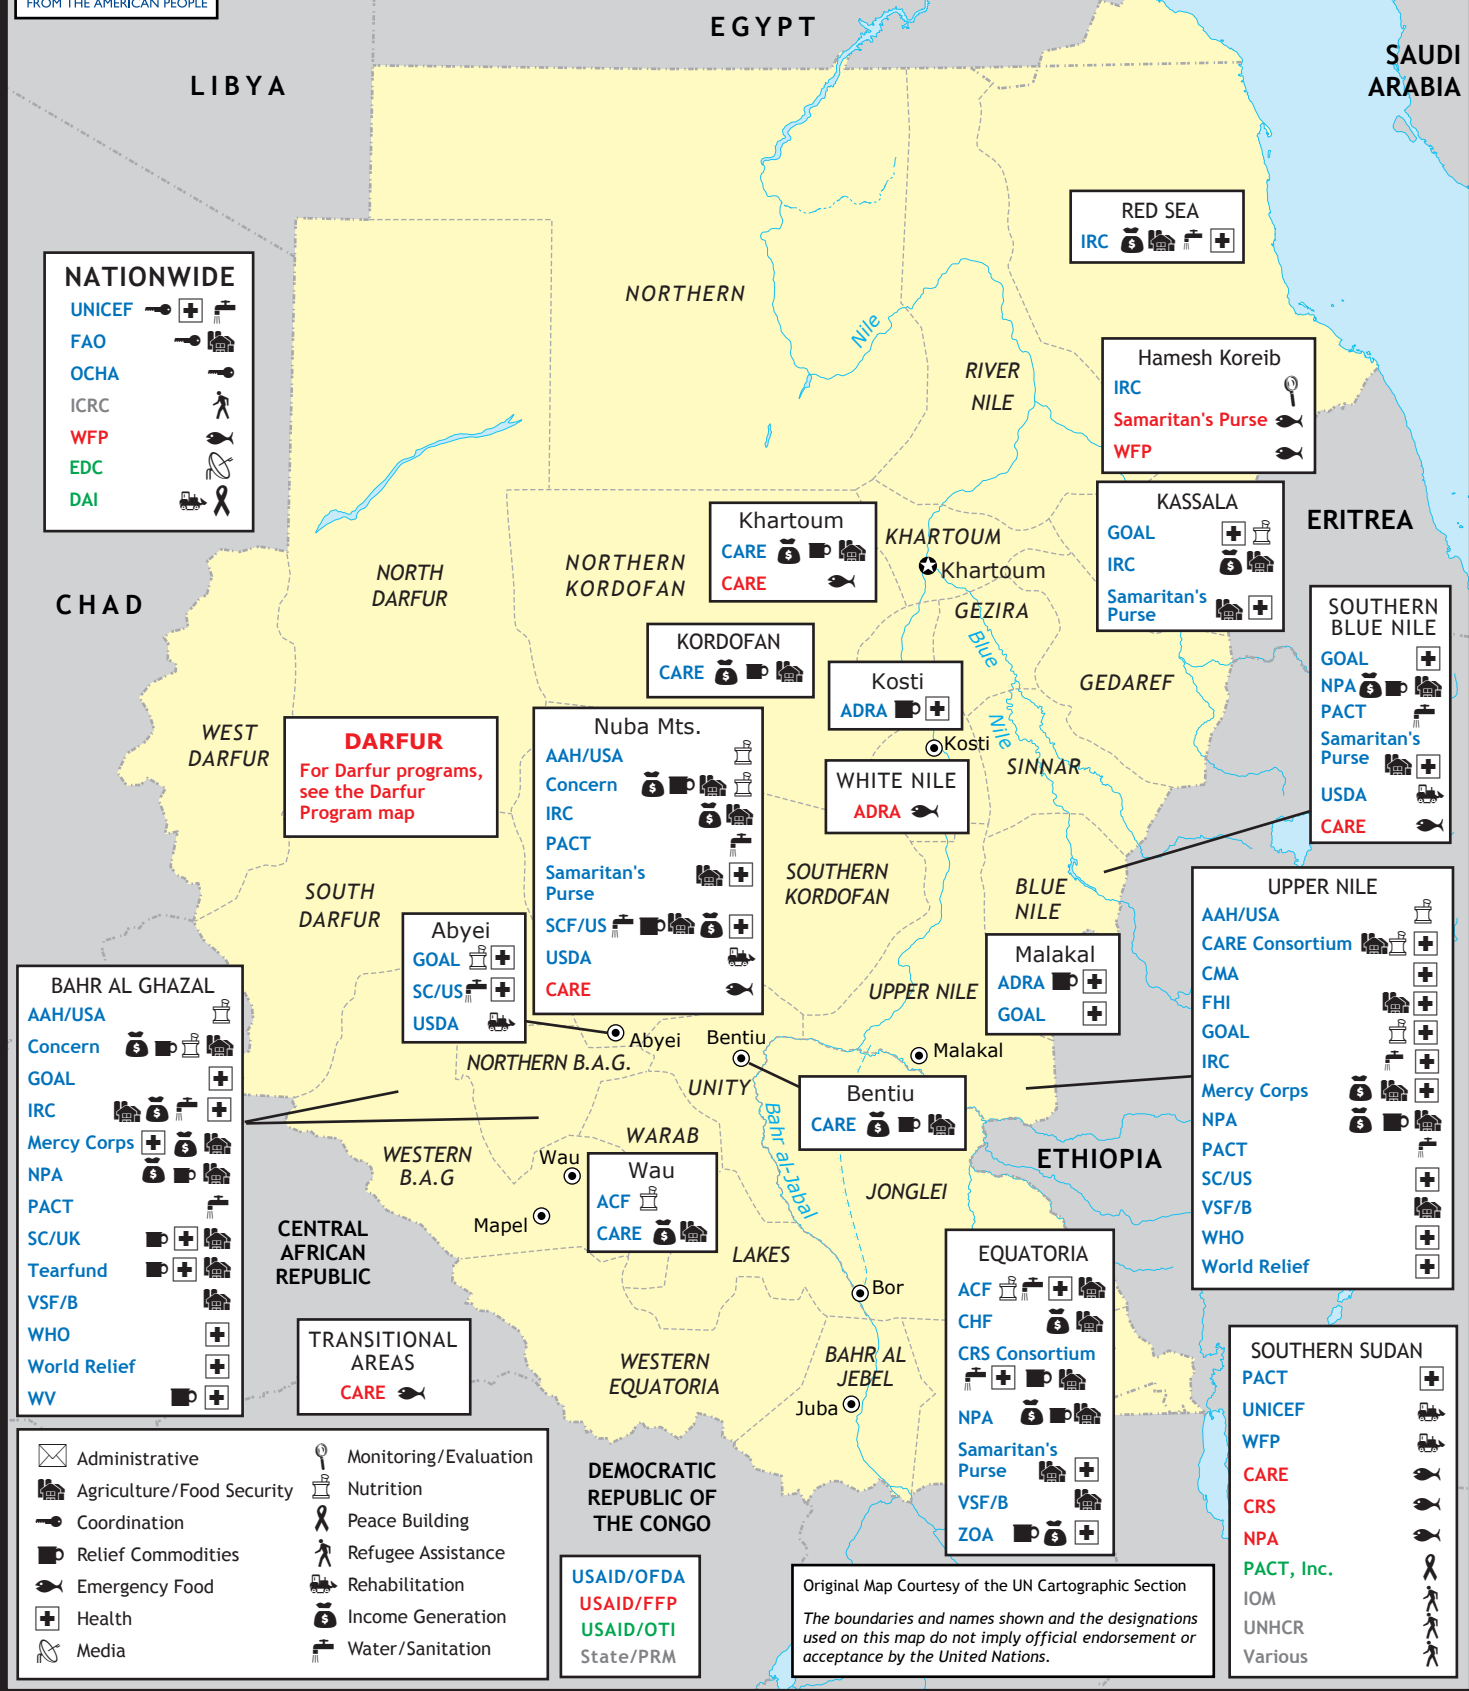 FROM THE AMERICAN PEOPLE
EGYPT
LIBYA
SAUDI
ARABIA
RED SEA
IRC
NATIONWIDE
UNICEF
FAO
OCHA
ICRC
WFP
EDC
DAI
NORTHERN
Nile
RIVER
NILE
Hamesh Koreib
IRC
Samaritan's Purse
WFP
KASSALA
GOAL
IRC
Samaritan's
Purse
ERITREA
Khartoum
CARE
CARE
KHARTOUM
Khartoum
NORTHERN
KORDOFAN
NORTH
DARFUR
CHAD
GEZIRA
Blue
Nile
KORDOFAN
CARE
Kosti
ADRA
Kosti
GEDAREF
SINNAR
SOUTHERN
BLUE NILE
GOAL
NPA
PACT
Samaritan's
Purse
USDA
CARE
WEST
DARFUR
DARFUR
For Darfur programs,
see the Darfur
Program map
Nuba Mts.
AAH/USA
Concern
IRC
PACT
Samaritan's
Purse
SCF/US
USDA
CARE
WHITE NILE
ADRA
SOUTHERN
KORDOFAN
BLUE
NILE
SOUTH
DARFUR
Abyei
GOAL
SC/US
USDA
Abyei
Bentiu
UPPER NILE
Malakal
ADRA
GOAL
Malakal
UPPER NILE
AAH/USA
CARE Consortium
CMA
FHI
GOAL
IRC
Mercy Corps
NPA
PACT
SC/US
VSF/B
WHO
World Relief
BAHR AL GHAZAL
AAH/USA
Concern
GOAL
IRC
Mercy Corps
NPA
PACT
SC/UK
Tearfund
VSF/B
WHO
World Relief
WV
NORTHERN B.A.G.
UNITY
Bentiu
CARE
Bahr al-Jabal
WARAB
WESTERN
B.A.G
Wau
Mapel
Wau
ACF
CARE
ETHIOPIA
JONGLEI
LAKES
CENTRAL
AFRICAN
REPUBLIC
Bor
EQUATORIA
ACF
CHF
CRS Consortium
NPA
Samaritan's
Purse
VSF/B
ZOA
TRANSITIONAL
AREAS
CARE
WESTERN
EQUATORIA
BAHR AL
JEBEL
Juba
SOUTHERN SUDAN
PACT
UNICEF
WFP
CARE
CRS
NPA
PACT, Inc.
IOM
UNHCR
Various
Administrative
Agriculture/Food Security
Coordination
Relief Commodities
Emergency Food
Health
Media
Monitoring/Evaluation
Nutrition
Peace Building
Refugee Assistance
Rehabilitation
Income Generation
Water/Sanitation
DEMOCRATIC
REPUBLIC OF
THE CONGO
USAID/OFDA
USAID/FFP
USAID/OTI
State/PRM
Original Map Courtesy of the UN Cartographic Section
The boundaries and names shown and the designations
used on this map do not imply official endorsement or
acceptance by the United Nations.